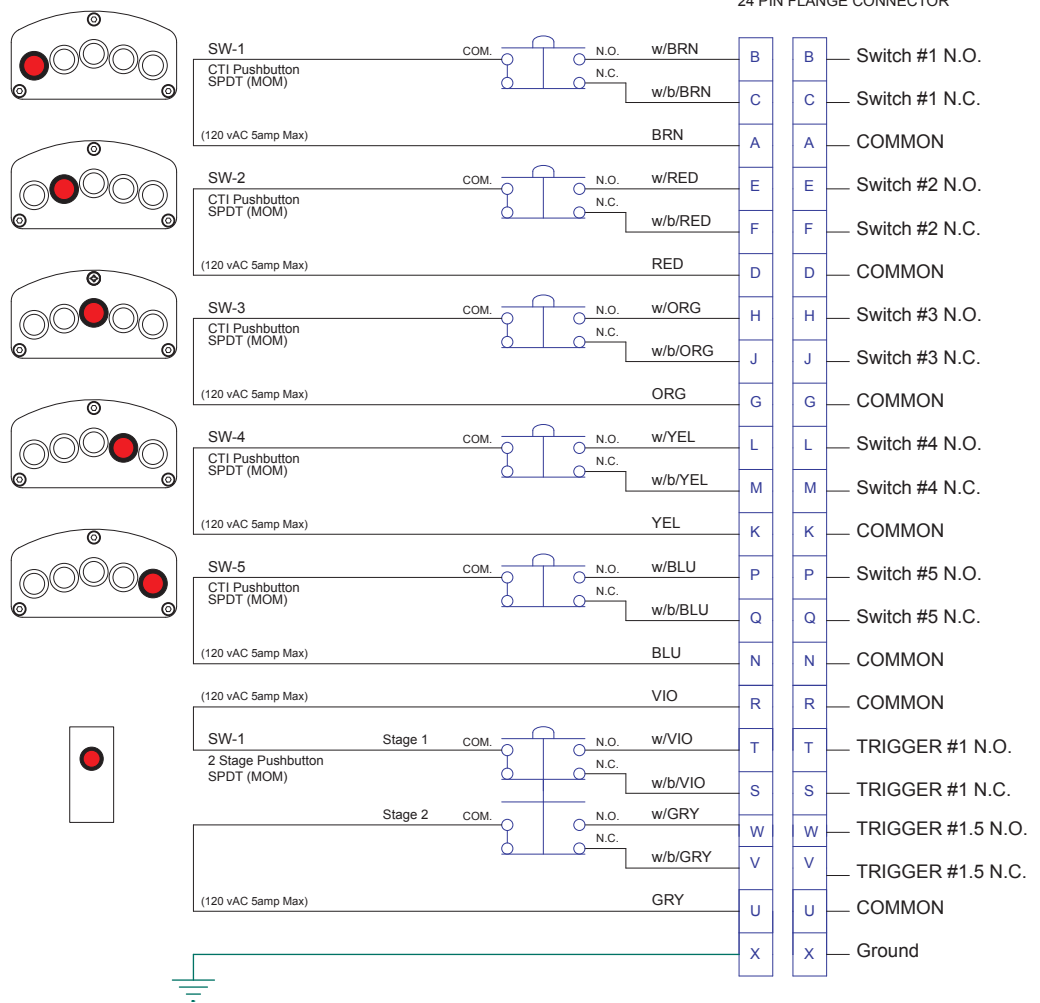 24 PIN FLANGE CONNECTOR
SW-1 COM. N.O. w/BRN B B Switch #1 N.O.
CTI Pushbutton
SPDT (MOM)
N.C. w/b/BRN C C Switch #1 N.C.
(120 vAC 5amp Max) BRN A A COMMON
SW-2 COM. N.O. w/RED E E Switch #2 N.O.
CTI Pushbutton
SPDT (MOM)
N.C. w/b/RED F F Switch #2 N.C.
(120 vAC 5amp Max) RED D D COMMON
SW-3 COM. N.O. w/ORG H H Switch #3 N.O.
CTI Pushbutton
SPDT (MOM)
N.C. w/b/ORG J J Switch #3 N.C.
(120 vAC 5amp Max) ORG G G COMMON
SW-4 COM. N.O. w/YEL L L Switch #4 N.O.
CTI Pushbutton
SPDT (MOM)
N.C. w/b/YEL M M Switch #4 N.C.
(120 vAC 5amp Max) YEL K K COMMON
SW-5 COM. N.O. w/BLU P P Switch #5 N.O.
CTI Pushbutton
SPDT (MOM)
N.C. w/b/BLU Q Q Switch #5 N.C.
(120 vAC 5amp Max) BLU N N COMMON
(120 vAC 5amp Max) VIO R R COMMON
SW-1 Stage 1 COM. N.O. w/VIO T T TRIGGER #1 N.O.
2 Stage Pushbutton
SPDT (MOM)
N.C. w/b/VIO S S TRIGGER #1 N.C.
Stage 2 COM. N.O. w/GRY W W TRIGGER #1.5 N.O.
N.C. w/b/GRY V V TRIGGER #1.5 N.C.
(120 vAC 5amp Max) GRY U U COMMON
X X Ground